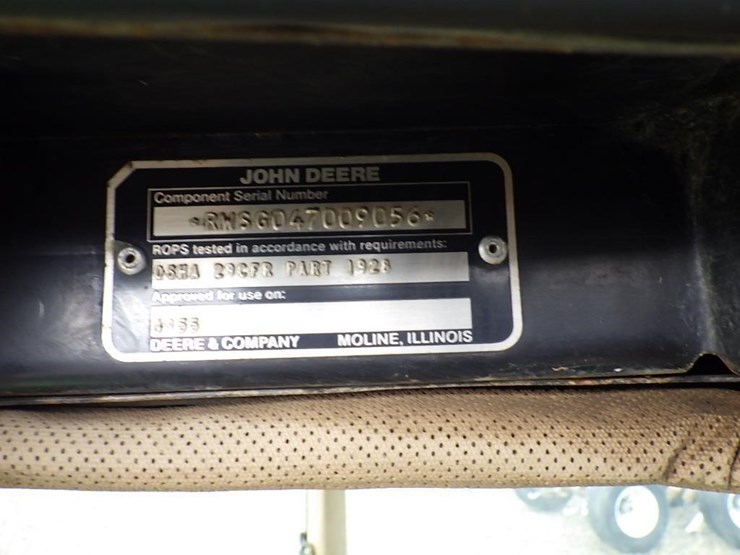 JOHN DEERE
Component Serial Number
*RWSG047009056*
ROPS tested in accordance with requirements:
OSHA 29CFR PART 1928
Approved for use on:
DEERE & COMPANY MOLINE, ILLINOIS